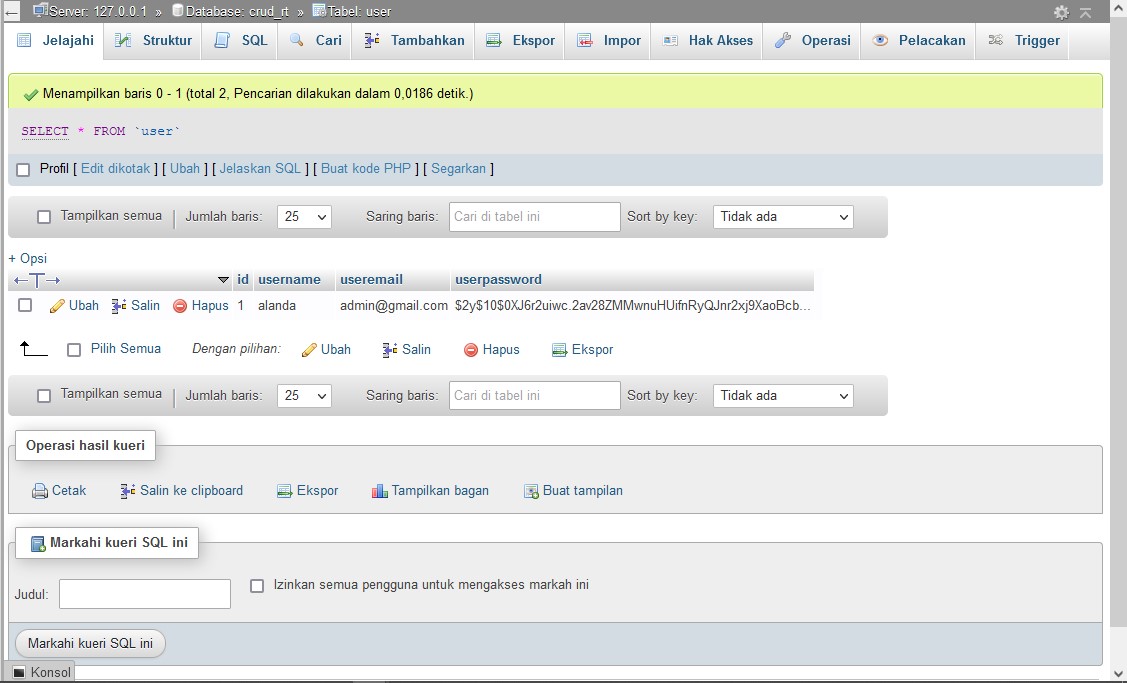 Server: 127.0.0.1 » Database: crud_rt » Tabel: user
Jelajahi Struktur SQL Cari Tambahkan Ekspor Impor Hak Akses Operasi Pelacakan Trigger
Menampilkan baris 0 - 1 (total 2, Pencarian dilakukan dalam 0,0186 detik.)
SELECT * FROM `user`
Profil [ Edit dikotak ] [ Ubah ] [ Jelaskan SQL ] [ Buat kode PHP ] [ Segarkan ]
Tampilkan semua | Jumlah baris: 25 Saring baris: Cari di tabel ini Sort by key: Tidak ada
+ Opsi
←T→ id username useremail userpassword
Ubah Salin Hapus 1 alanda admin@gmail.com $2y$10$0XJ6r2uiwc.2av28ZMMwnuHUifnRyQJnr2xj9XaoBcb...
Pilih Semua Dengan pilihan: Ubah Salin Hapus Ekspor
Tampilkan semua | Jumlah baris: 25 Saring baris: Cari di tabel ini Sort by key: Tidak ada
Operasi hasil kueri
Cetak Salin ke clipboard Ekspor Tampilkan bagan Buat tampilan
Markahi kueri SQL ini
Judul: Izinkan semua pengguna untuk mengakses markah ini
Markahi kueri SQL ini
Konsol